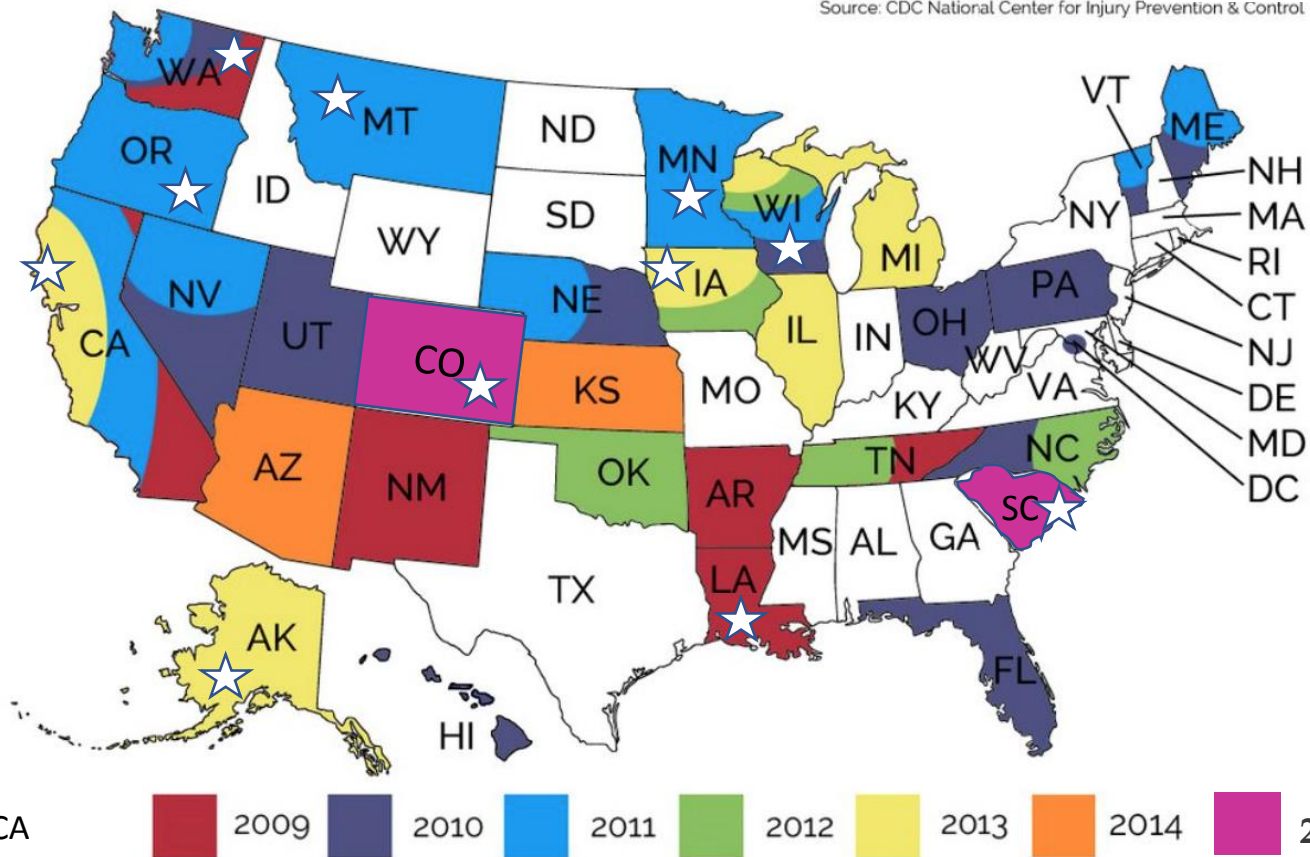 Source: CDC National Center for Injury Prevention & Control
WA
MT
ND
MN
VT
ME
OR
ID
SD
WI
NH
WY
NY
MA
MI
RI
NV
NE
IA
PA
CT
CA
UT
CO
IL
IN
OH
NJ
WV
DE
KS
MO
VA
MD
KY
DC
AZ
NM
OK
TN
NC
AR
SC
MS
AL
GA
TX
LA
AK
FL
HI
CA
2009
2010
2011
2012
2013
2014